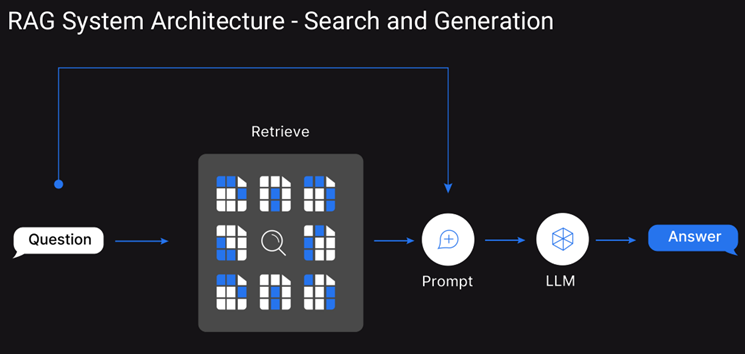 RAG System Architecture - Search and Generation
Retrieve
Question
Answer
Prompt
LLM